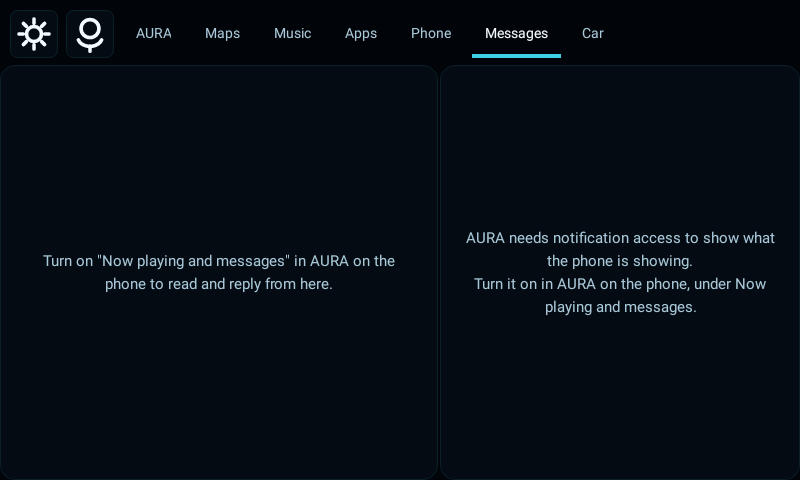 AURA
Maps
Music
Apps
Phone
Messages
Car
Turn on "Now playing and messages" in AURA on the
phone to read and reply from here.
AURA needs notification access to show what
the phone is showing.
Turn it on in AURA on the phone, under Now
playing and messages.